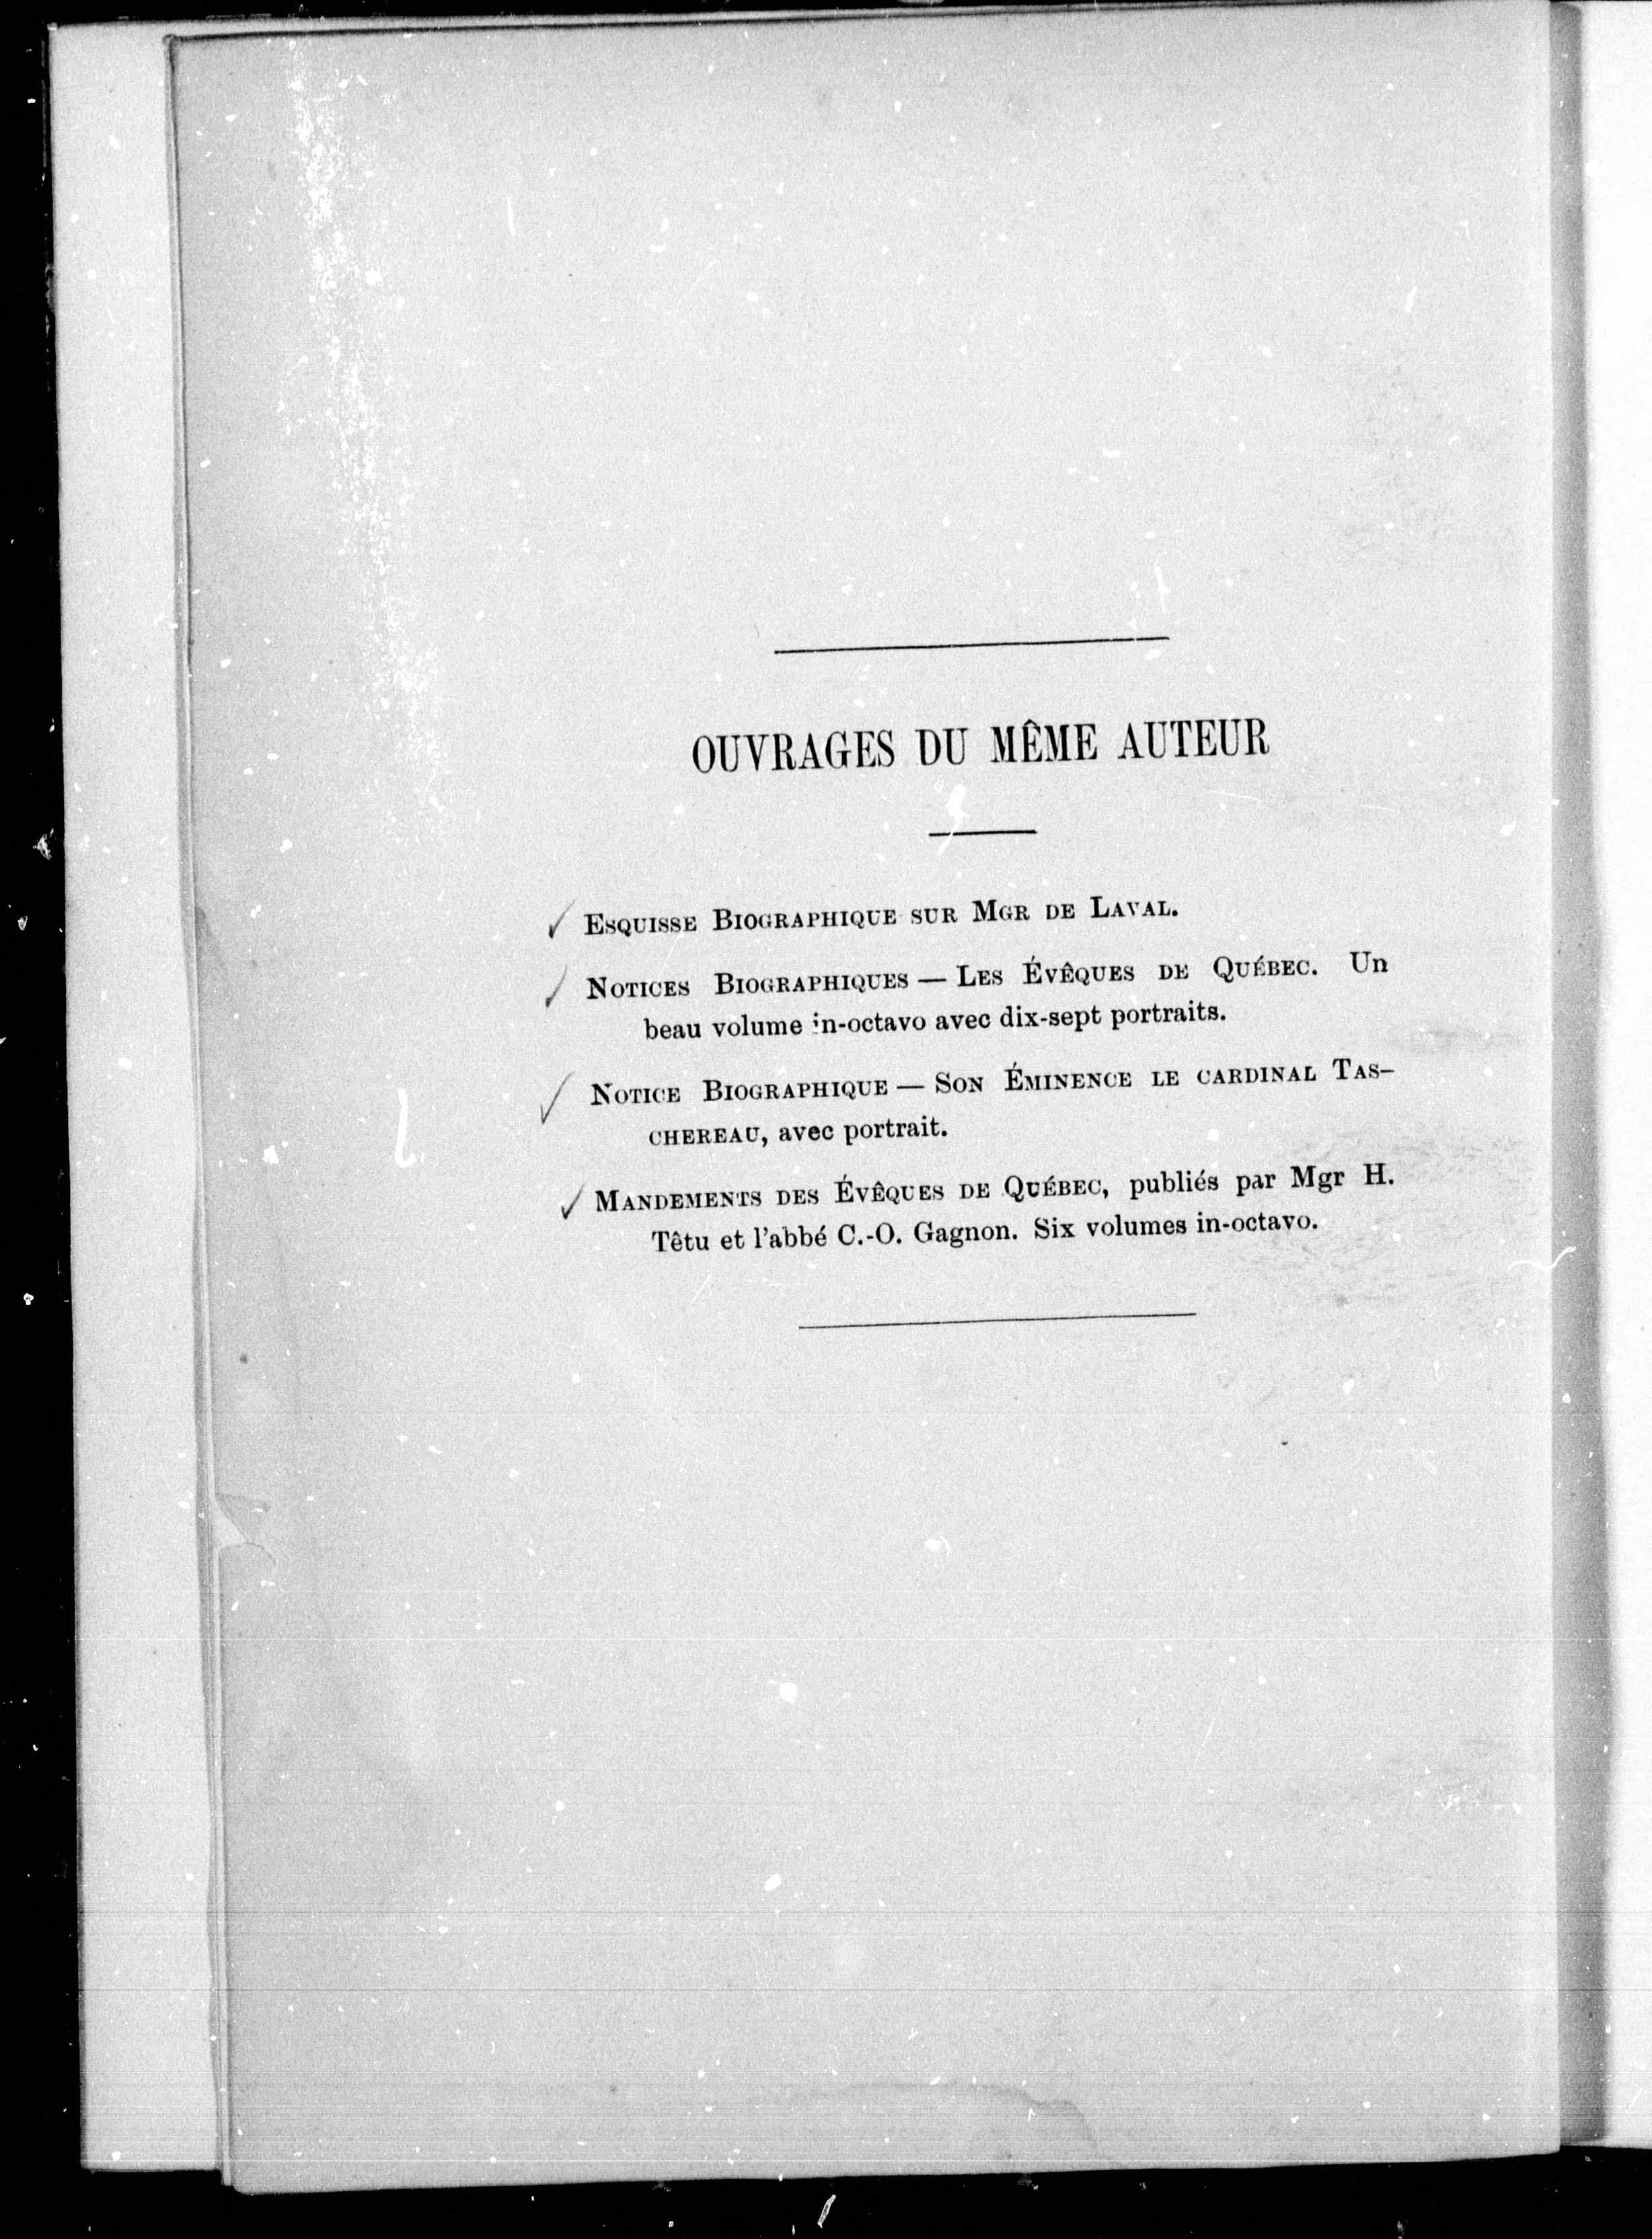 OUVRAGES DU MÊME AUTEUR
✓ ESQUISSE BIOGRAPHIQUE SUR MGR DE LAVAL.
✓ NOTICES BIOGRAPHIQUES — LES ÉVÊQUES DE QUÉBEC. Un
beau volume in-octavo avec dix-sept portraits.
✓ NOTICE BIOGRAPHIQUE — SON ÉMINENCE LE CARDINAL TAS-
CHEREAU, avec portrait.
✓ MANDEMENTS DES ÉVÊQUES DE QUÉBEC, publiés par Mgr H.
Têtu et l'abbé C.-O. Gagnon. Six volumes in-octavo.